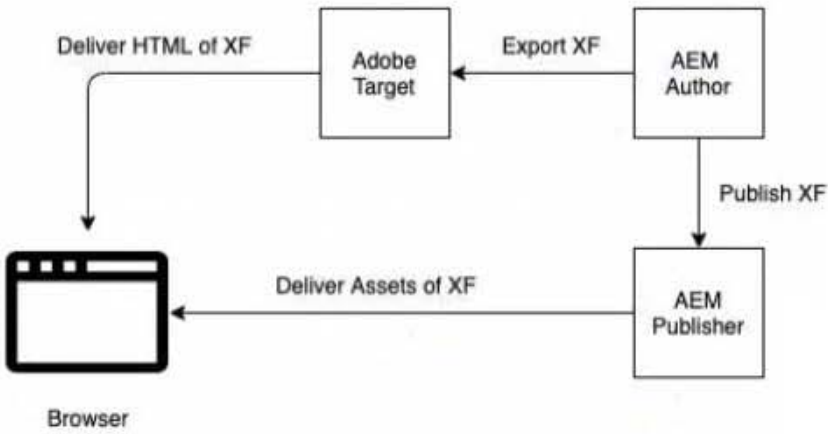 Deliver HTML of XF
Adobe
Target
Export XF
AEM
Author
Publish XF
Deliver Assets of XF
AEM
Publisher
Browser